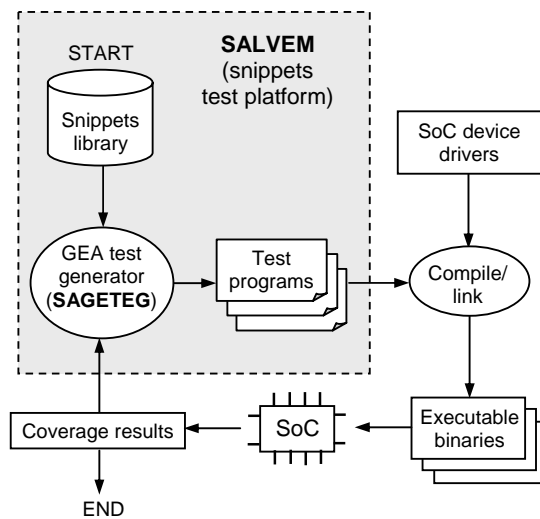 START
Snippets
library
SALVEM
(snippets
test platform)
SoC device
drivers
GEA test
generator
(SAGETEG)
Test
programs
Compile/
link
Coverage results
SoC
Executable
binaries
END